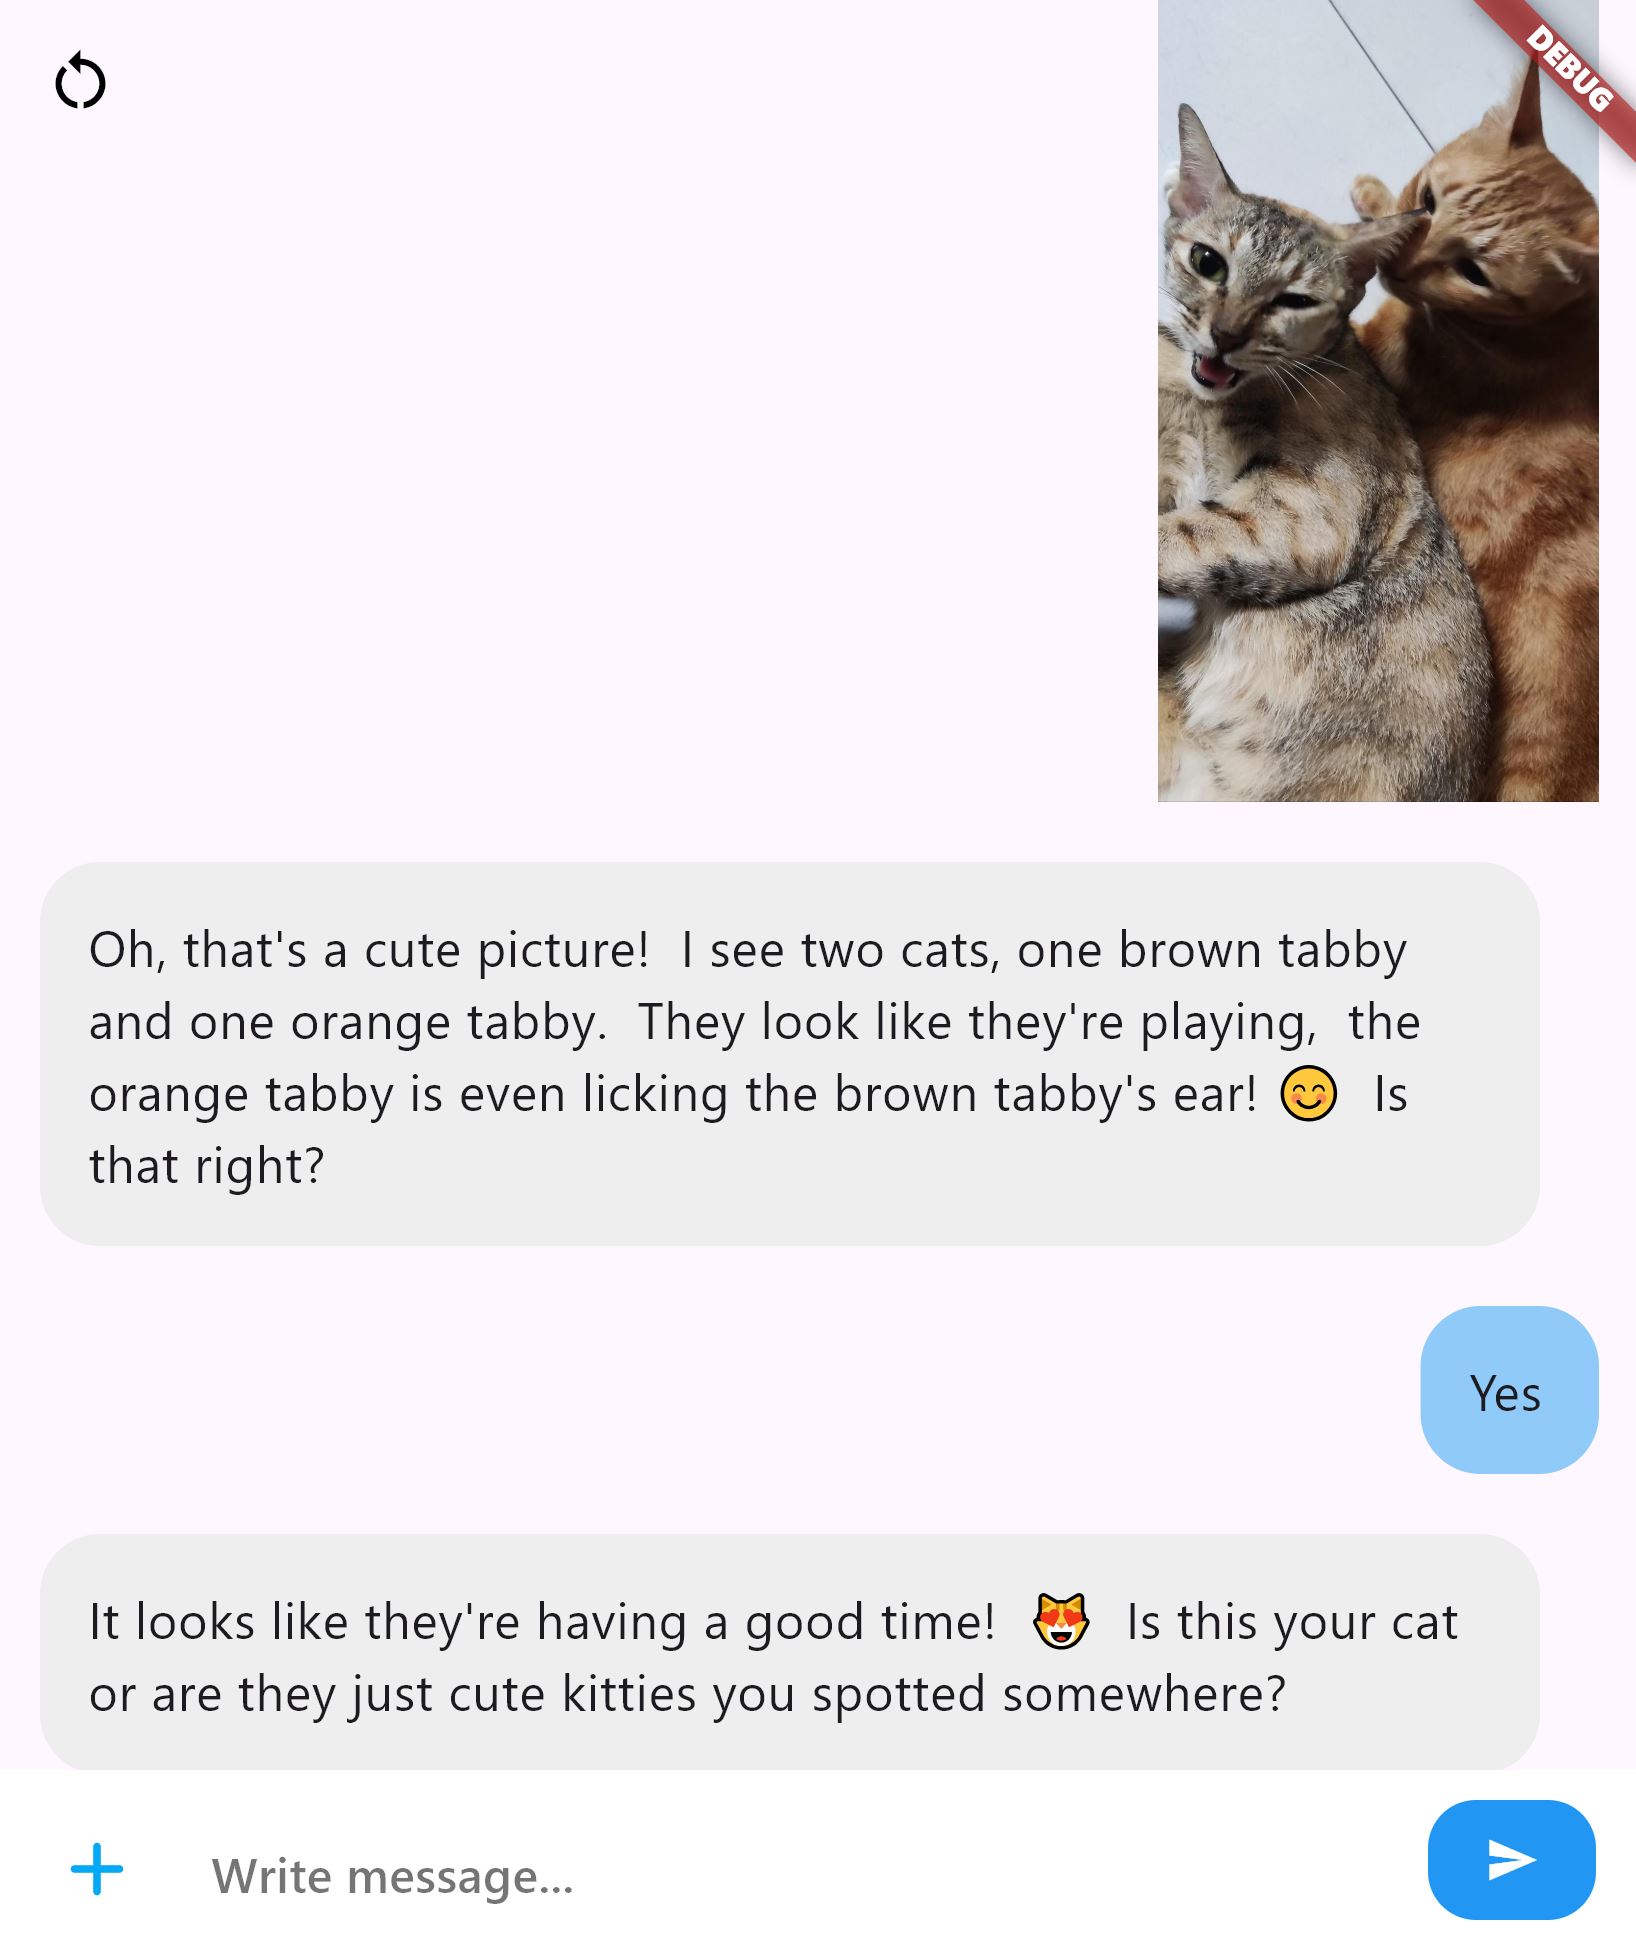 DEBUG
Oh, that's a cute picture!  I see two cats, one brown tabby
and one orange tabby.  They look like they're playing,  the
orange tabby is even licking the brown tabby's ear! 😊  Is
that right?
Yes
It looks like they're having a good time!  😻  Is this your cat
or are they just cute kitties you spotted somewhere?
Write message...